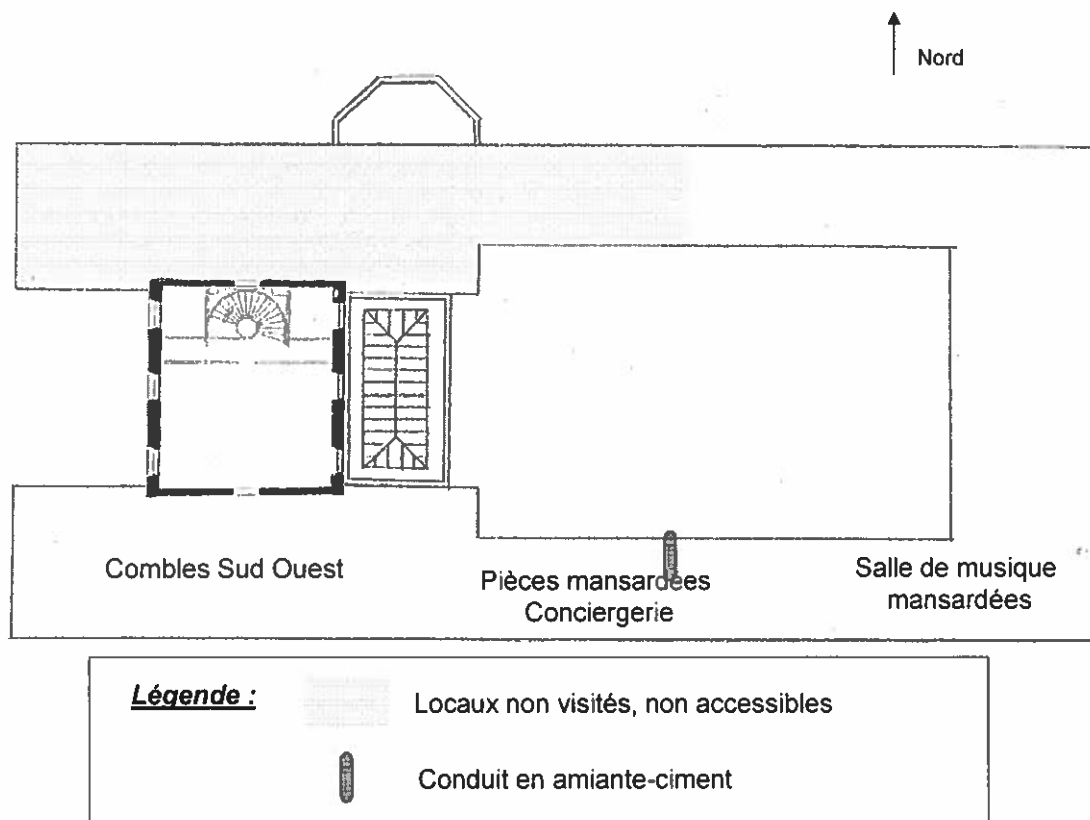 Nord
Combles Sud Ouest
Pièces mansardées
Conciergerie
Salle de musique
mansardées
Légende :
Locaux non visités, non accessibles
Conduit en amiante-ciment